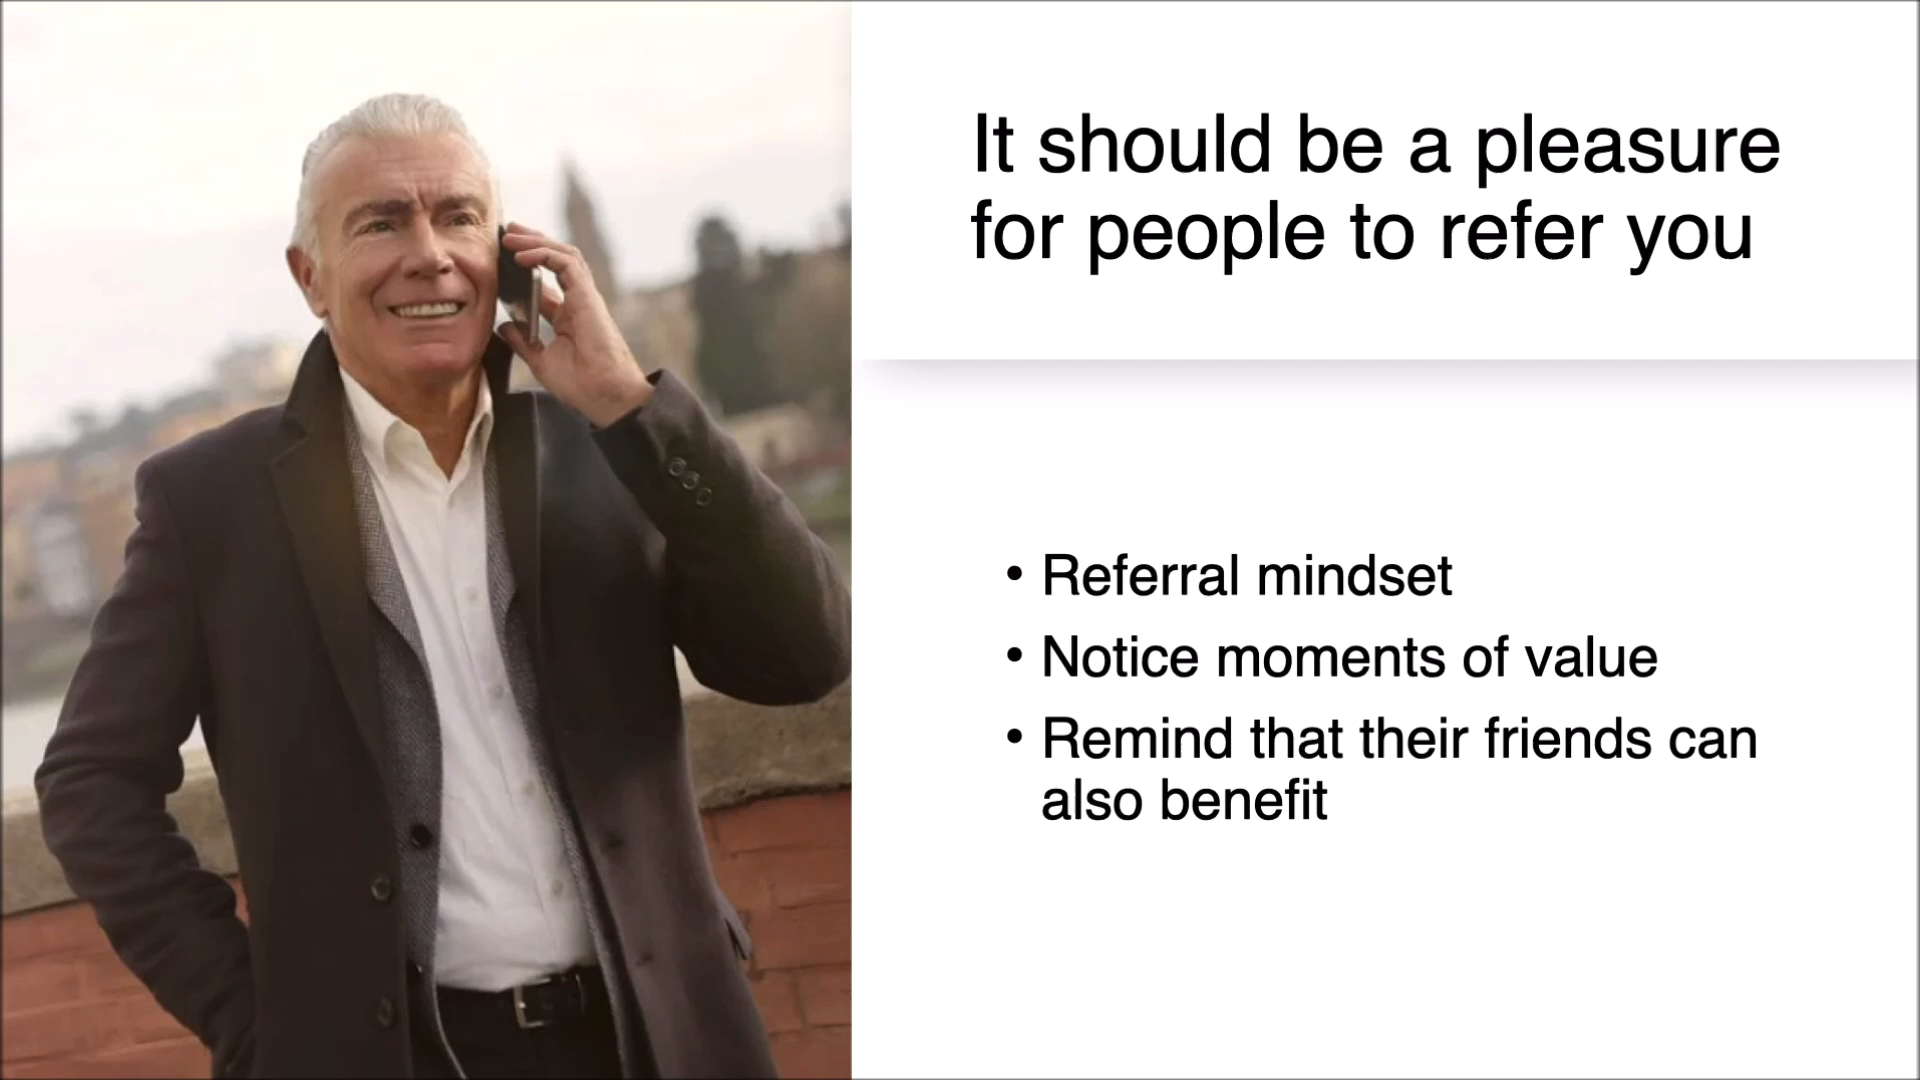 It should be a pleasure
for people to refer you
• Referral mindset
• Notice moments of value
• Remind that their friends can
also benefit